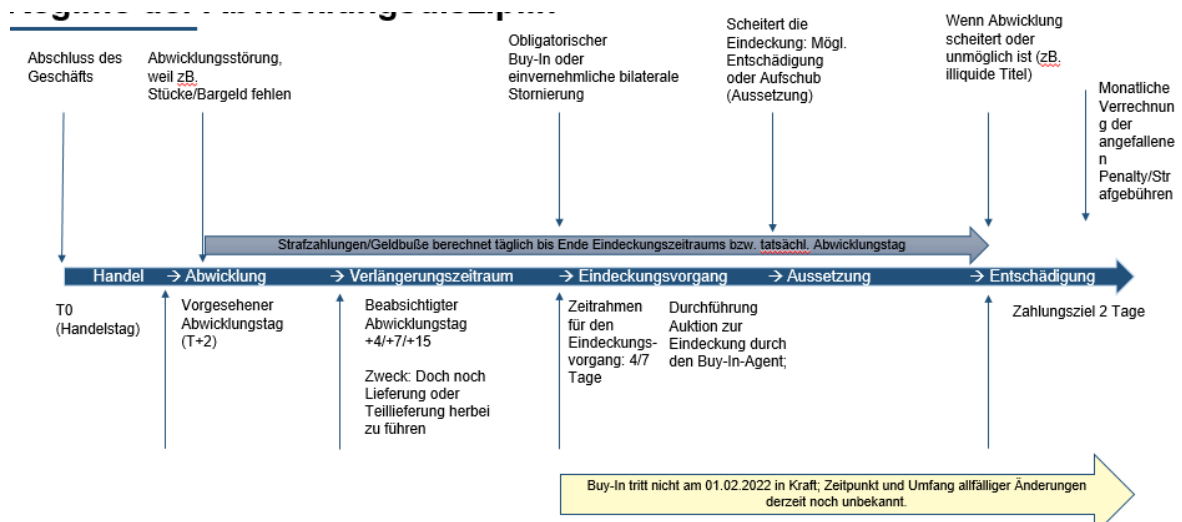 Abschluss des
Geschäfts
Abwicklungsstörung,
weil zB.
Stücke/Bargeld fehlen
Obligatorischer
Buy-In oder
einvernehmliche bilaterale
Stornierung
Scheitert die
Eindeckung: Mögl.
Entschädigung
oder Aufschub
(Aussetzung)
Wenn Abwicklung
scheitert oder
unmöglich ist (zB.
illiquide Titel)
Monatliche
Verrechnun
g der
angefallene
n
Penalty/Str
afgebühren
Strafzahlungen/Geldbuße berechnet täglich bis Ende Eindeckungszeitraums bzw. tatsächl. Abwicklungstag
Handel → Abwicklung → Verlängerungszeitraum → Eindeckungsvorgang → Aussetzung → Entschädigung
T0
(Handelstag)
Vorgesehener
Abwicklungstag
(T+2)
Beabsichtigter
Abwicklungstag
+4/+7/+15
Zweck: Doch noch
Lieferung oder
Teillieferung herbei
zu führen
Zeitrahmen
für den
Eindeckungs-
vorgang: 4/7
Tage
Durchführung
Auktion zur
Eindeckung durch
den Buy-In-Agent;
Zahlungsziel 2 Tage
Buy-In tritt nicht am 01.02.2022 in Kraft; Zeitpunkt und Umfang allfälliger Änderungen
derzeit noch unbekannt.